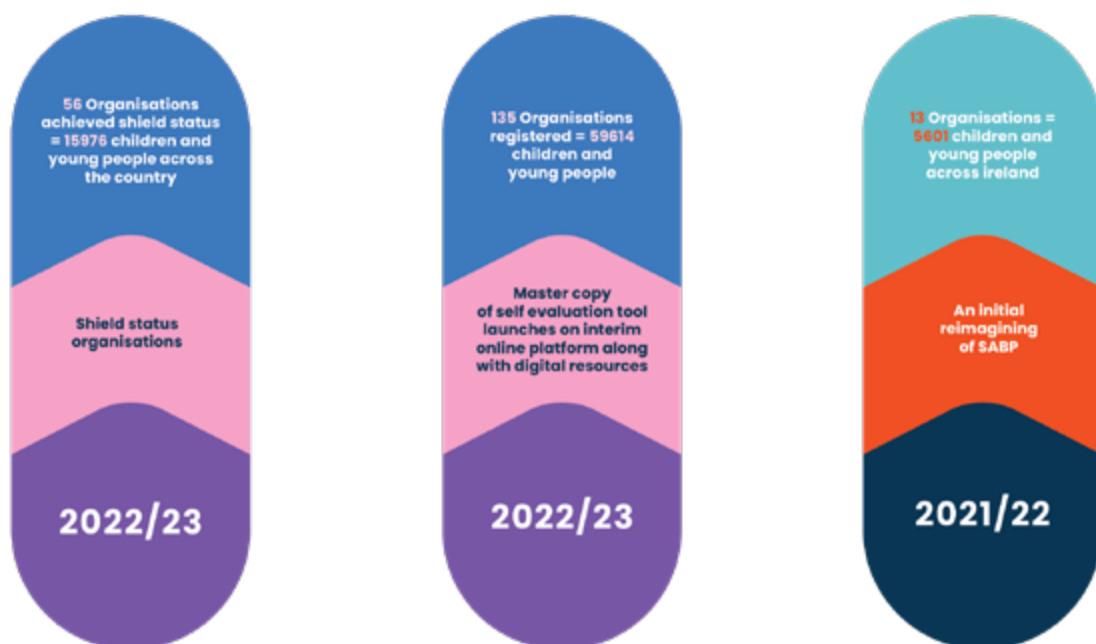 56 Organisations
achieved shield status
= 15976 children and
young people across
the country
Shield status
organisations
2022/23
135 Organisations
registered = 59614
children and
young people
Master copy
of self evaluation tool
launches on interim
online platform along
with digital resources
2022/23
13 Organisations =
5601 children and
young people
across ireland
An initial
reimagining
of SABP
2021/22